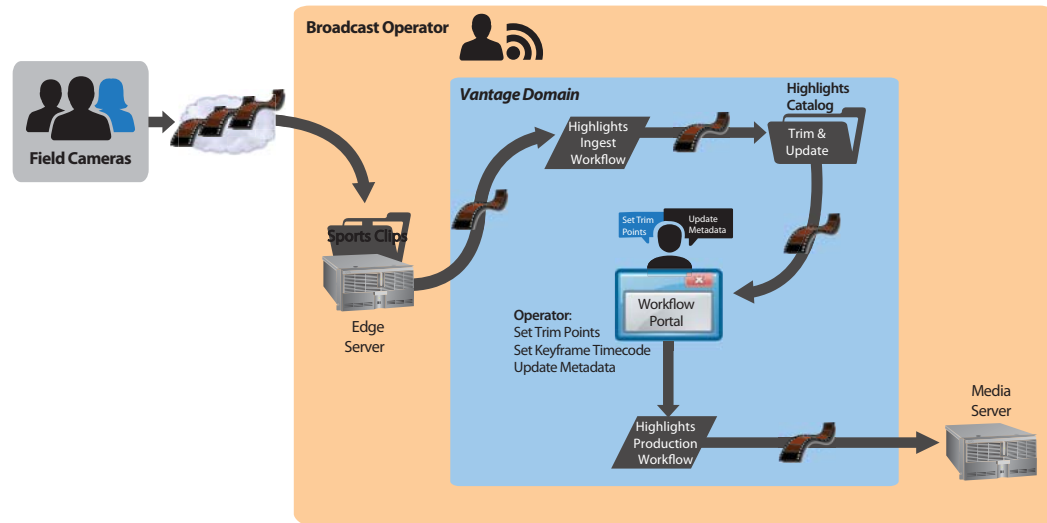 Broadcast Operator
Field Cameras
Sports Clips
Edge
Server
Vantage Domain
Highlights
Ingest
Workflow
Highlights
Catalog
Trim &
Update
Set Trim
Points
Update
Metadata
Workflow
Portal
Operator:
Set Trim Points
Set Keyframe Timecode
Update Metadata
Highlights
Production
Workflow
Media
Server